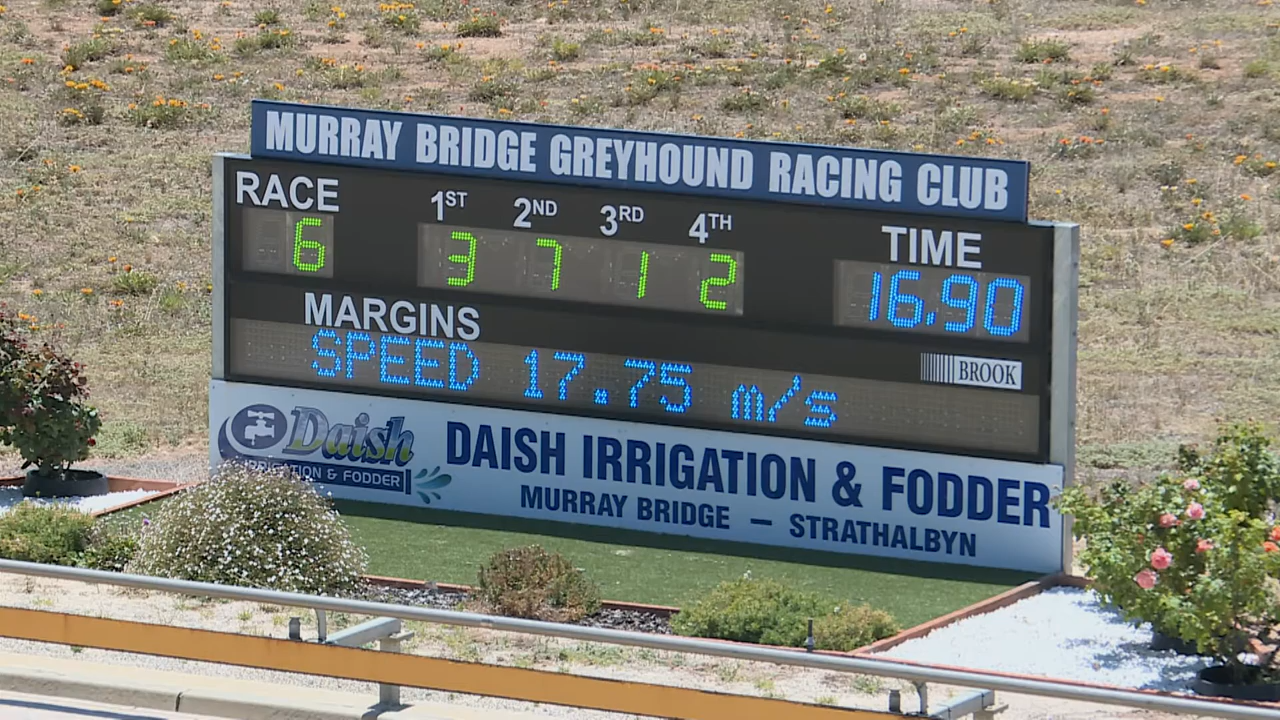 MURRAY BRIDGE GREYHOUND RACING CLUB
RACE 1ST 2ND 3RD 4TH TIME
6 3 7 1 2 16.90
MARGINS
BROOK
SPEED 17.75 m/s
Daish
IRRIGATION & FODDER
DAISH IRRIGATION & FODDER
MURRAY BRIDGE – STRATHALBYN